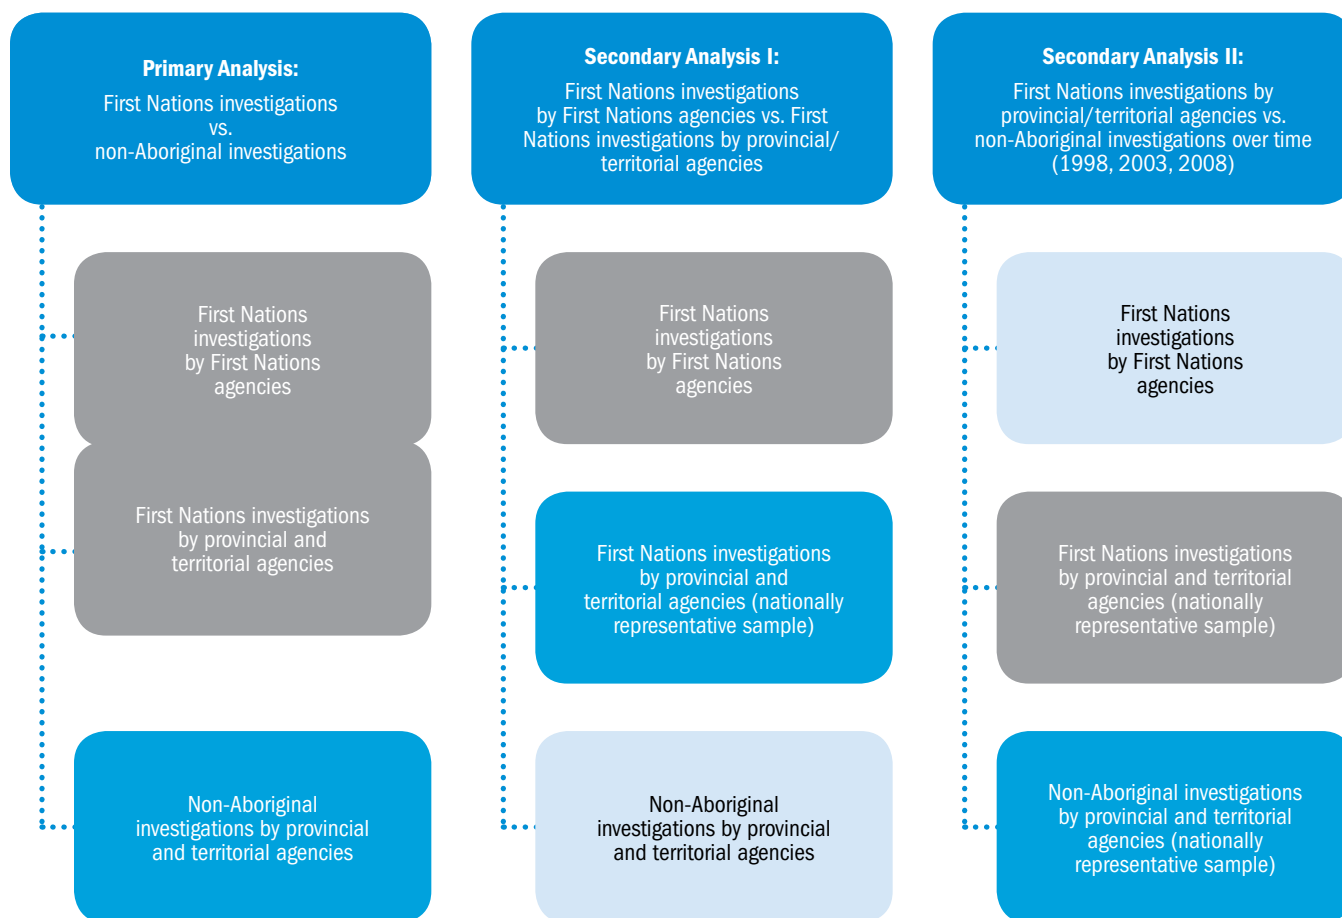 Primary Analysis:
First Nations investigations
vs.
non-Aboriginal investigations
First Nations
investigations
by First Nations
agencies
First Nations investigations
by provincial and
territorial agencies
Non-Aboriginal
investigations by provincial
and territorial agencies
Secondary Analysis I:
First Nations investigations
by First Nations agencies vs. First
Nations investigations by provincial/
territorial agencies
First Nations
investigations
by First Nations
agencies
First Nations investigations
by provincial and
territorial agencies (nationally
representative sample)
Non-Aboriginal
investigations by provincial
and territorial agencies
Secondary Analysis II:
First Nations investigations by
provincial/territorial agencies vs.
non-Aboriginal investigations over time
(1998, 2003, 2008)
First Nations
investigations
by First Nations
agencies
First Nations investigations
by provincial and territorial
agencies (nationally
representative sample)
Non-Aboriginal investigations
by provincial and territorial
agencies (nationally
representative sample)